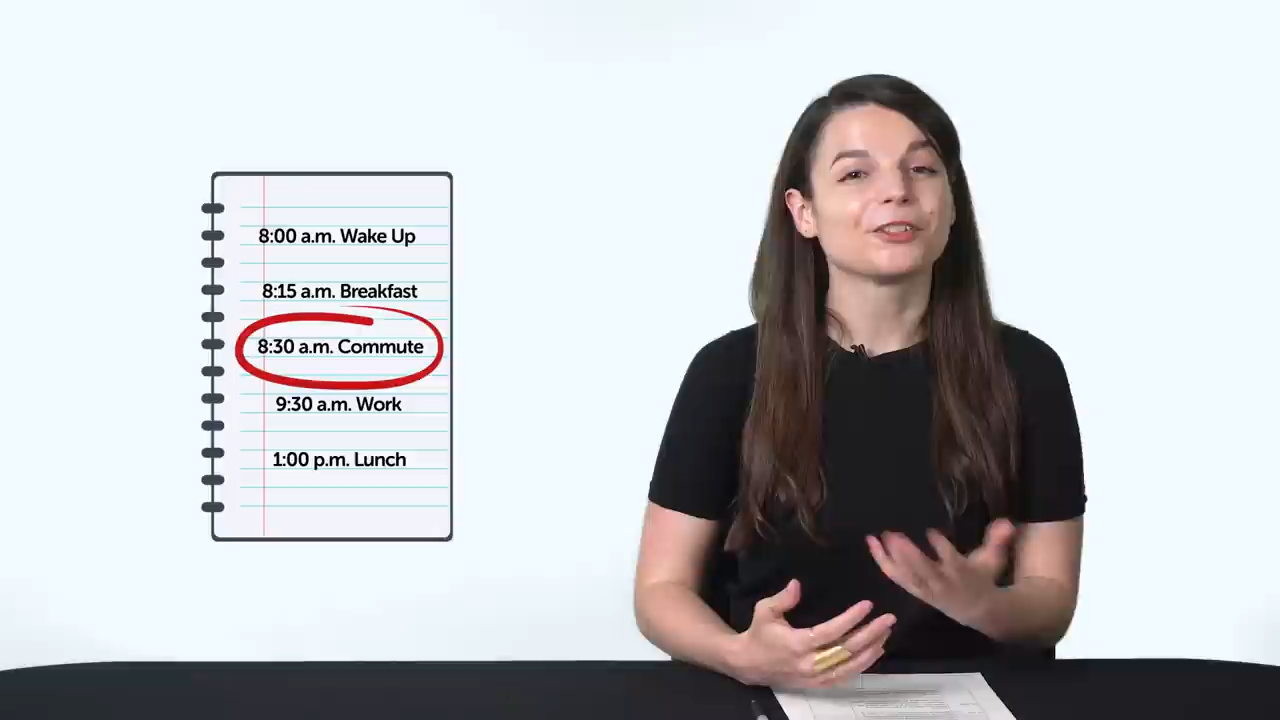 8:00 a.m. Wake Up
8:15 a.m. Breakfast
8:30 a.m. Commute
9:30 a.m. Work
1:00 p.m. Lunch